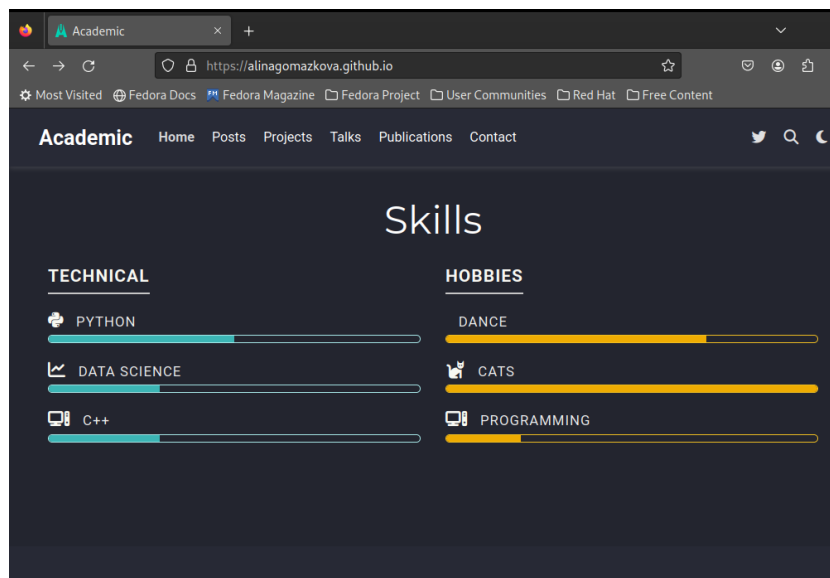 Academic
https://alinagomazkova.github.io
Most Visited Fedora Docs Fedora Magazine Fedora Project User Communities Red Hat Free Content
Academic Home Posts Projects Talks Publications Contact
Skills
TECHNICAL
PYTHON
DATA SCIENCE
C++
HOBBIES
DANCE
CATS
PROGRAMMING